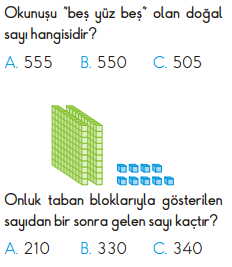 Okunuşu "beş yüz beş" olan doğal
sayı hangisidir?
A. 555 B. 550 C. 505
Onluk taban bloklarıyla gösterilen
sayıdan bir sonra gelen sayı kaçtır?
A. 210 B. 330 C. 340